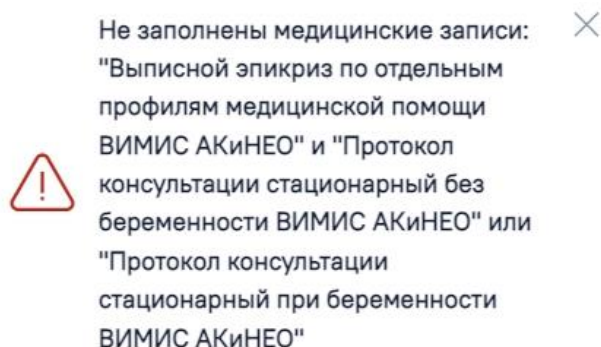 Не заполнены медицинские записи:
"Выписной эпикриз по отдельным
профилям медицинской помощи
ВИМИС АКиНЕО" и "Протокол
консультации стационарный без
беременности ВИМИС АКиНЕО" или
"Протокол консультации
стационарный при беременности
ВИМИС АКиНЕО"